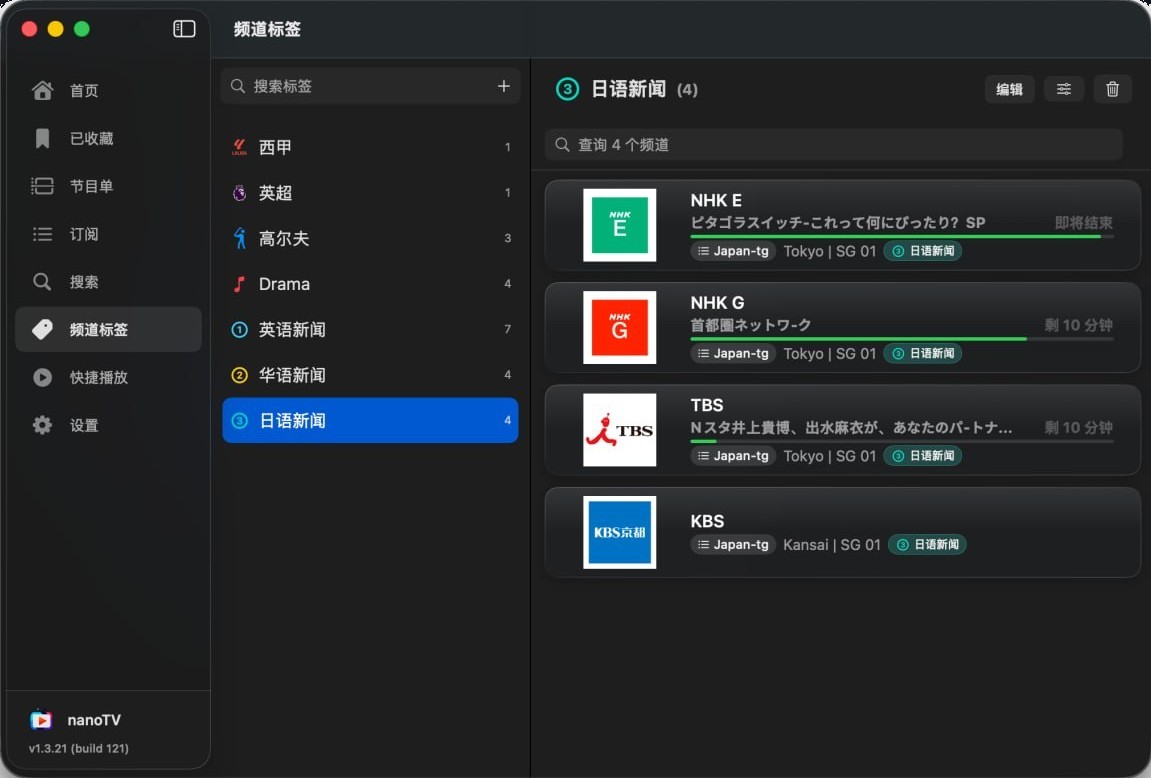 频道标签
首页
已收藏
节目单
订阅
搜索
频道标签
快捷播放
设置
nanoTV
v1.3.21 (build 121)
搜索标签
LALIGA
西甲 1
英超 1
高尔夫 3
Drama 4
1 英语新闻 7
2 华语新闻 4
3 日语新闻 4
3 日语新闻 (4)
编辑
查询 4 个频道
NHK E
NHK E
ピタゴラスイッチ-これって何にぴったり？SP 即将结束
Japan-tg Tokyo | SG 01 3 日语新闻
NHK G
NHK G
首都圏ネットワ-ク 剩 10 分钟
Japan-tg Tokyo | SG 01 3 日语新闻
TBS
TBS
Nスタ井上貴博、出水麻衣が、あなたのパートナ... 剩 10 分钟
Japan-tg Tokyo | SG 01 3 日语新闻
KBS京都
KBS
Japan-tg Kansai | SG 01 3 日语新闻